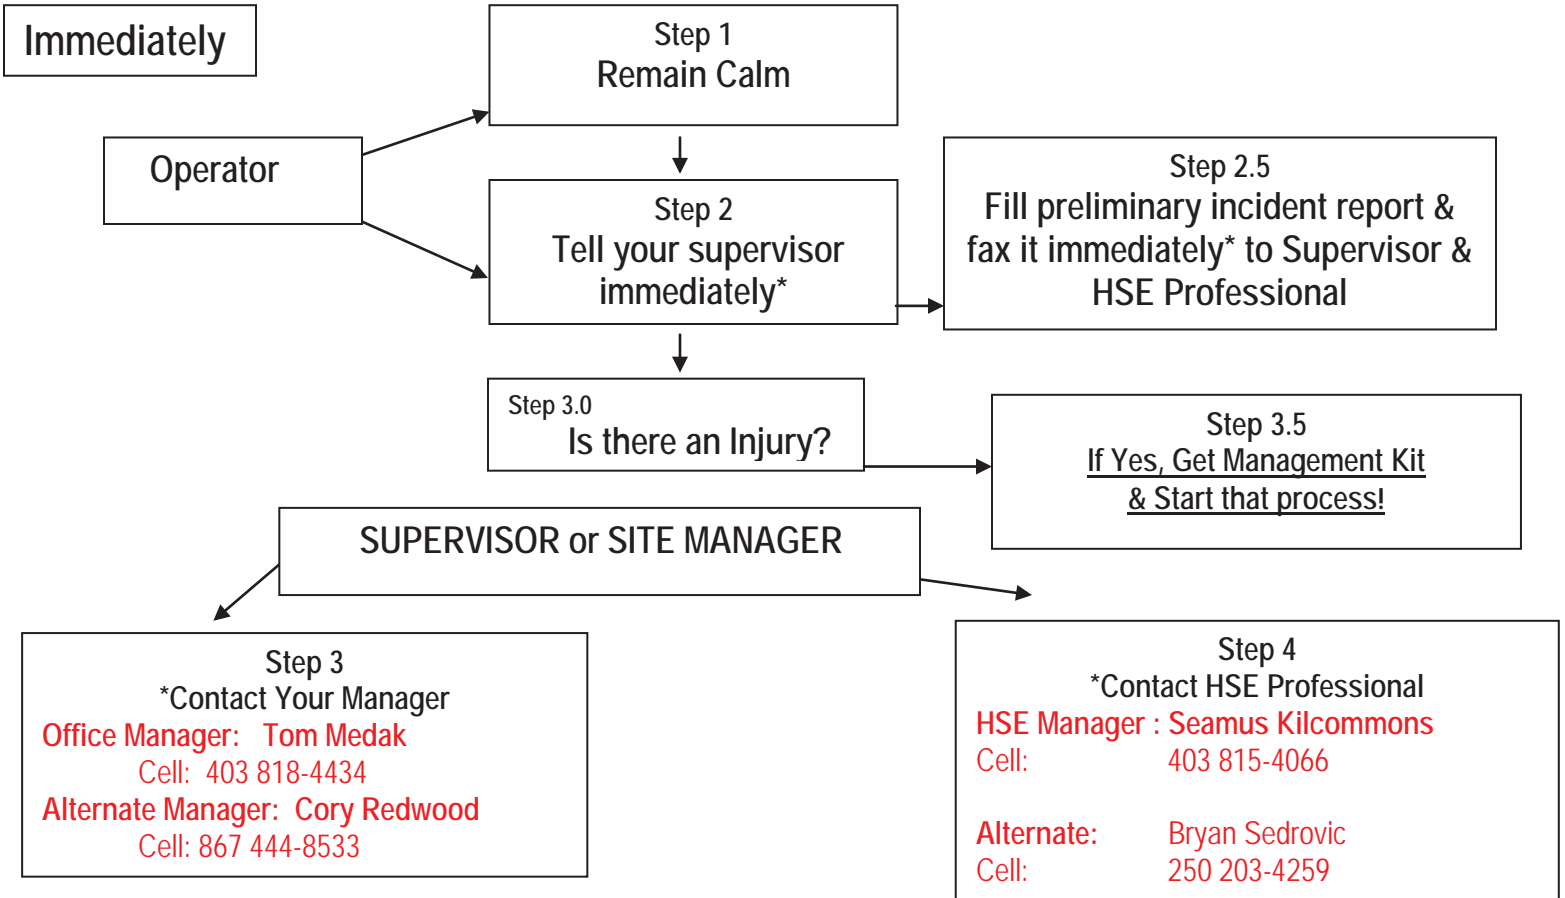 Immediately
Step 1
Remain Calm
Operator
Step 2
Tell your supervisor
immediately*
Step 2.5
Fill preliminary incident report &
fax it immediately* to Supervisor &
HSE Professional
Step 3.0
Is there an Injury?
Step 3.5
If Yes, Get Management Kit
& Start that process!
SUPERVISOR or SITE MANAGER
Step 3
*Contact Your Manager
Office Manager: Tom Medak
Cell: 403 818-4434
Alternate Manager: Cory Redwood
Cell: 867 444-8533
Step 4
*Contact HSE Professional
HSE Manager : Seamus Kilcommons
Cell: 403 815-4066
Alternate: Bryan Sedrovic
Cell: 250 203-4259